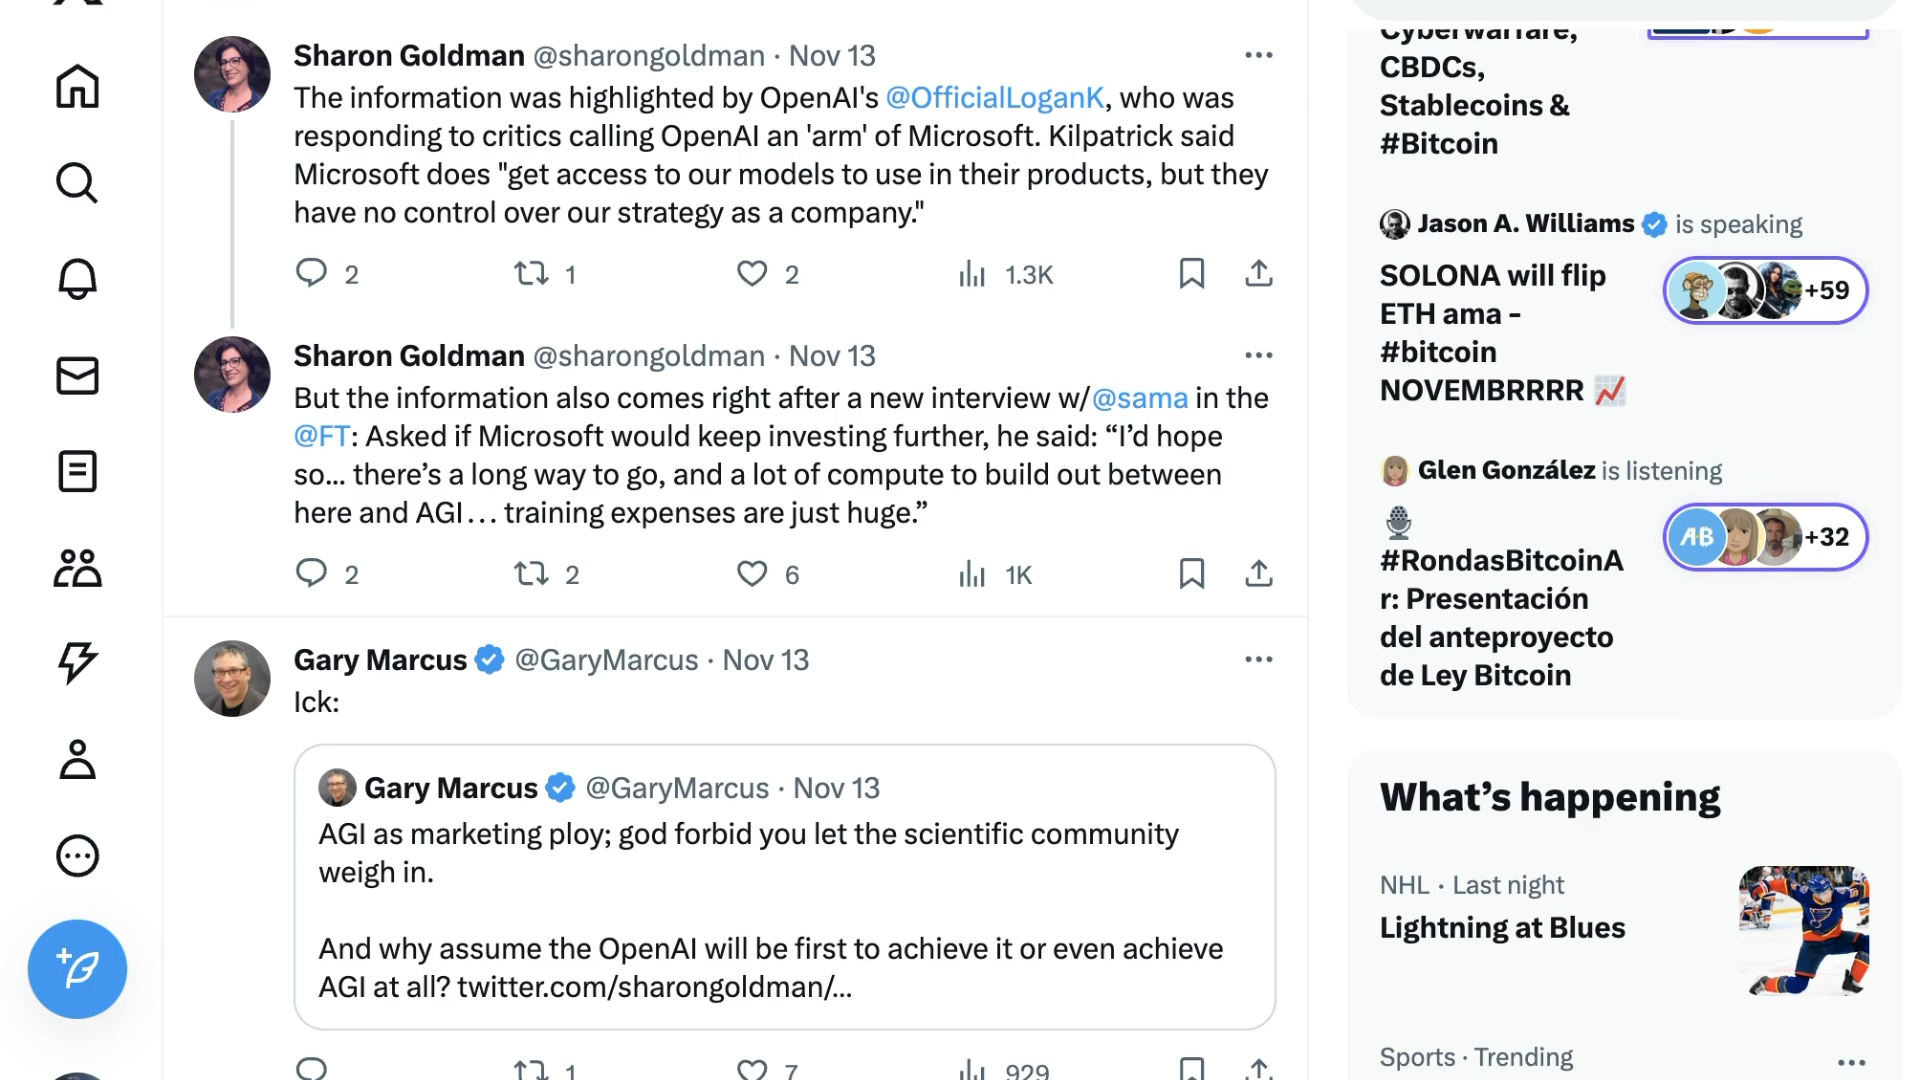 Sharon Goldman @sharongoldman · Nov 13
The information was highlighted by OpenAI's @OfficialLoganK, who was
responding to critics calling OpenAI an 'arm' of Microsoft. Kilpatrick said
Microsoft does "get access to our models to use in their products, but they
have no control over our strategy as a company."
2 1 2 1.3K
Sharon Goldman @sharongoldman · Nov 13
But the information also comes right after a new interview w/@sama in the
@FT: Asked if Microsoft would keep investing further, he said: “I’d hope
so... there’s a long way to go, and a lot of compute to build out between
here and AGI... training expenses are just huge.”
2 2 6 1K
Gary Marcus @GaryMarcus · Nov 13
Ick:
Gary Marcus @GaryMarcus · Nov 13
AGI as marketing ploy; god forbid you let the scientific community
weigh in.
And why assume the OpenAI will be first to achieve it or even achieve
AGI at all? twitter.com/sharongoldman/...
1 7 929
Cyberwarfare,
CBDCs,
Stablecoins &
#Bitcoin
Jason A. Williams is speaking
SOLONA will flip
ETH ama -
#bitcoin
NOVEMBRRRR
+59
Glen González is listening
#RondasBitcoinA
r: Presentación
del anteproyecto
de Ley Bitcoin
AB +32
What’s happening
NHL · Last night
Lightning at Blues
Sports · Trending